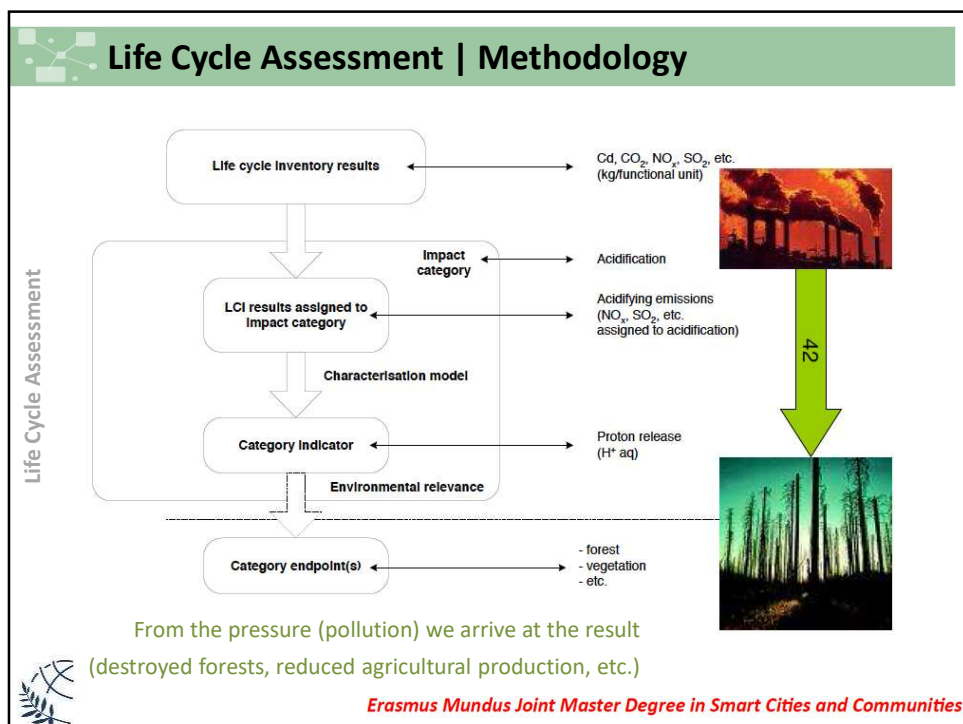 Life Cycle Assessment | Methodology
Life Cycle Assessment
Life cycle inventory results
Cd, CO₂, NOₓ, SO₂, etc.
(kg/functional unit)
Impact
category
Acidification
LCI results assigned to
impact category
Acidifying emissions
(NOₓ, SO₂, etc.
assigned to acidification)
42
Characterisation model
Category indicator
Proton release
(H⁺ aq)
Environmental relevance
Category endpoint(s)
- forest
- vegetation
- etc.
From the pressure (pollution) we arrive at the result
(destroyed forests, reduced agricultural production, etc.)
Erasmus Mundus Joint Master Degree in Smart Cities and Communities